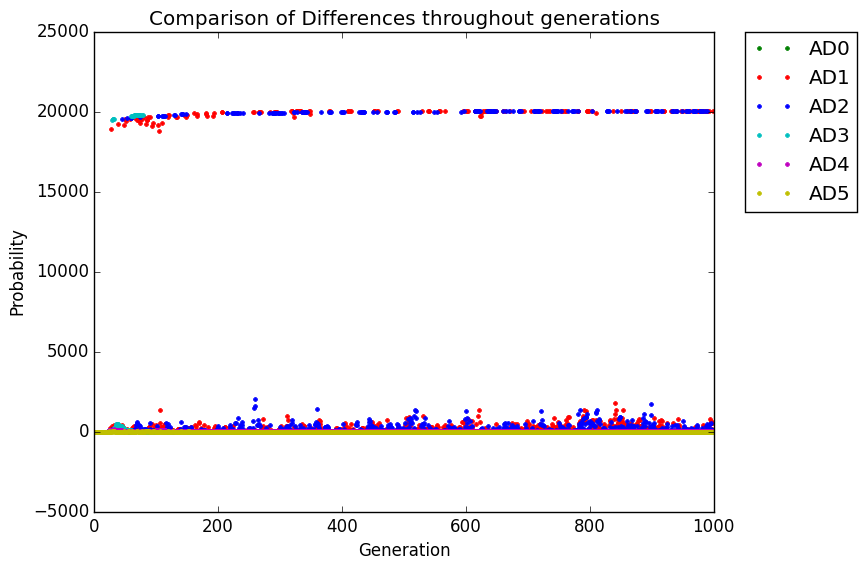 Comparison of Differences throughout generations
25000
20000
15000
10000
5000
0
−5000
Probability
0 200 400 600 800 1000
Generation
AD0
AD1
AD2
AD3
AD4
AD5